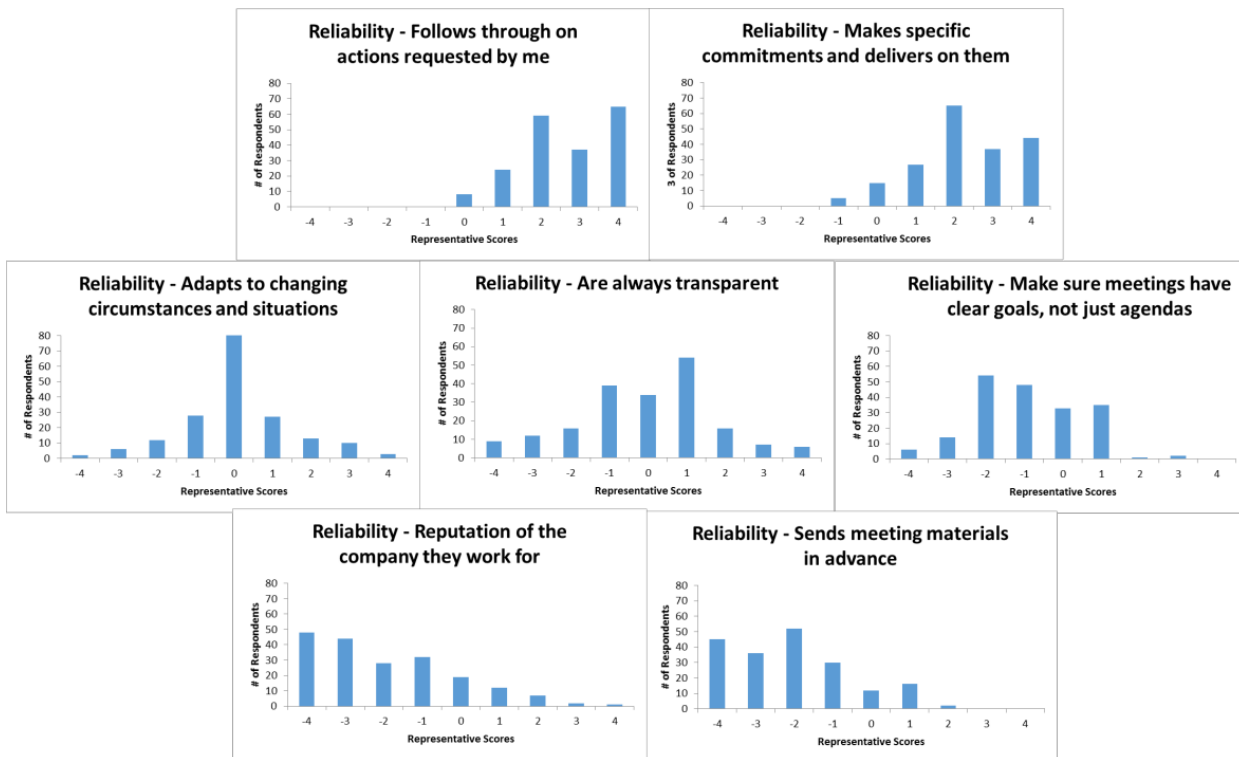 Reliability - Follows through on
actions requested by me
# of Respondents
80
70
60
50
40
30
20
10
0
-4 -3 -2 -1 0 1 2 3 4
Representative Scores
Reliability - Makes specific
commitments and delivers on them
3 of Respondents
80
70
60
50
40
30
20
10
0
-4 -3 -2 -1 0 1 2 3 4
Representative Scores
Reliability - Adapts to changing
circumstances and situations
# of Respondents
80
70
60
50
40
30
20
10
0
-4 -3 -2 -1 0 1 2 3 4
Representative Scores
Reliability - Are always transparent
# of Respondents
80
70
60
50
40
30
20
10
0
-4 -3 -2 -1 0 1 2 3 4
Representative Scores
Reliability - Make sure meetings have
clear goals, not just agendas
# of Respondents
80
70
60
50
40
30
20
10
0
-4 -3 -2 -1 0 1 2 3 4
Representative Scores
Reliability - Reputation of the
company they work for
# of Respondents
80
70
60
50
40
30
20
10
0
-4 -3 -2 -1 0 1 2 3 4
Representative Scores
Reliability - Sends meeting materials
in advance
# of Respondents
80
70
60
50
40
30
20
10
0
-4 -3 -2 -1 0 1 2 3 4
Representative Scores